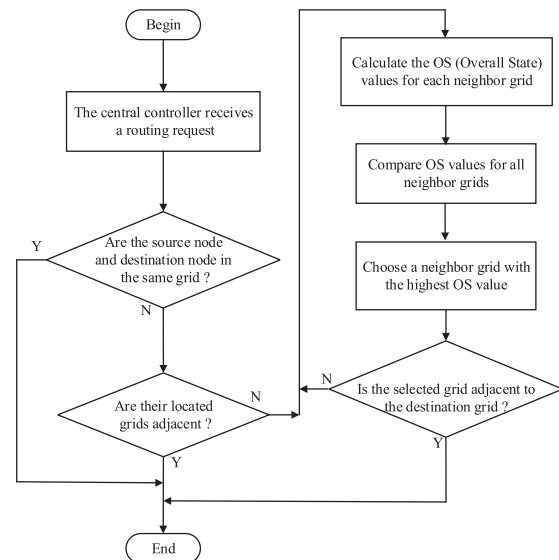 Begin
The central controller receives
a routing request
Are the source node
and destination node in
the same grid ?
Y
N
Are their located
grids adjacent ?
N
Y
End
Calculate the OS (Overall State)
values for each neighbor grid
Compare OS values for all
neighbor grids
Choose a neighbor grid with
the highest OS value
Is the selected grid adjacent to
the destination grid ?
N
Y